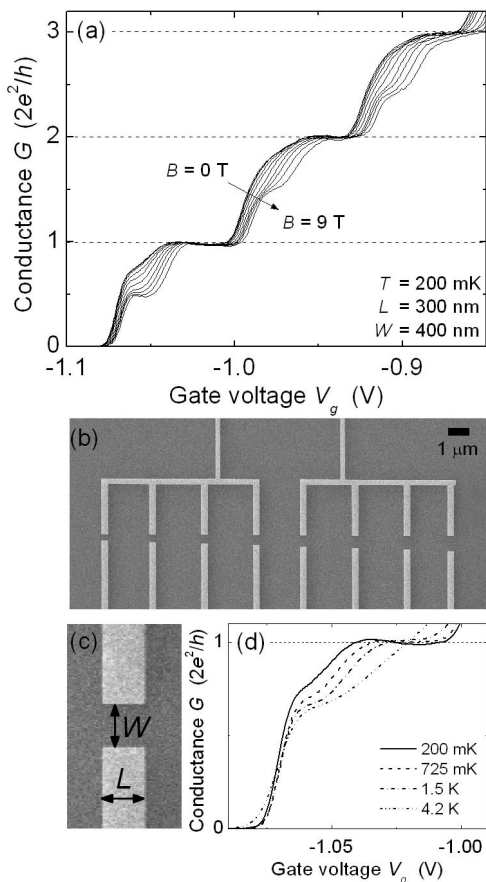 (a)
3
2
1
0
Conductance G (2e²/h)
B = 0 T
B = 9 T
T = 200 mK
L = 300 nm
W = 400 nm
-1.1
-1.0
-0.9
Gate voltage V_g (V)
(b)
1 μm
(c)
W
L
(d)
1
0
Conductance G (2e²/h)
200 mK
725 mK
1.5 K
4.2 K
-1.05
-1.00
Gate voltage V_g (V)